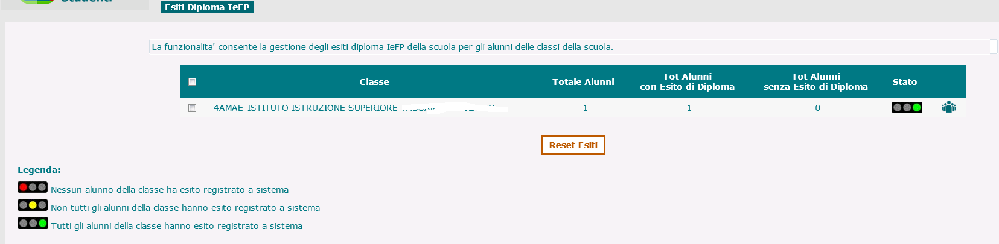 Esiti Diploma IeFP
La funzionalita' consente la gestione degli esiti diploma IeFP della scuola per gli alunni delle classi della scuola.
Classe Totale Alunni Tot Alunni con Esito di Diploma Tot Alunni senza Esito di Diploma Stato
4AMAE-ISTITUTO ISTRUZIONE SUPERIORE 1 1 0
Reset Esiti
Legenda:
Nessun alunno della classe ha esito registrato a sistema
Non tutti gli alunni della classe hanno esito registrato a sistema
Tutti gli alunni della classe hanno esito registrato a sistema